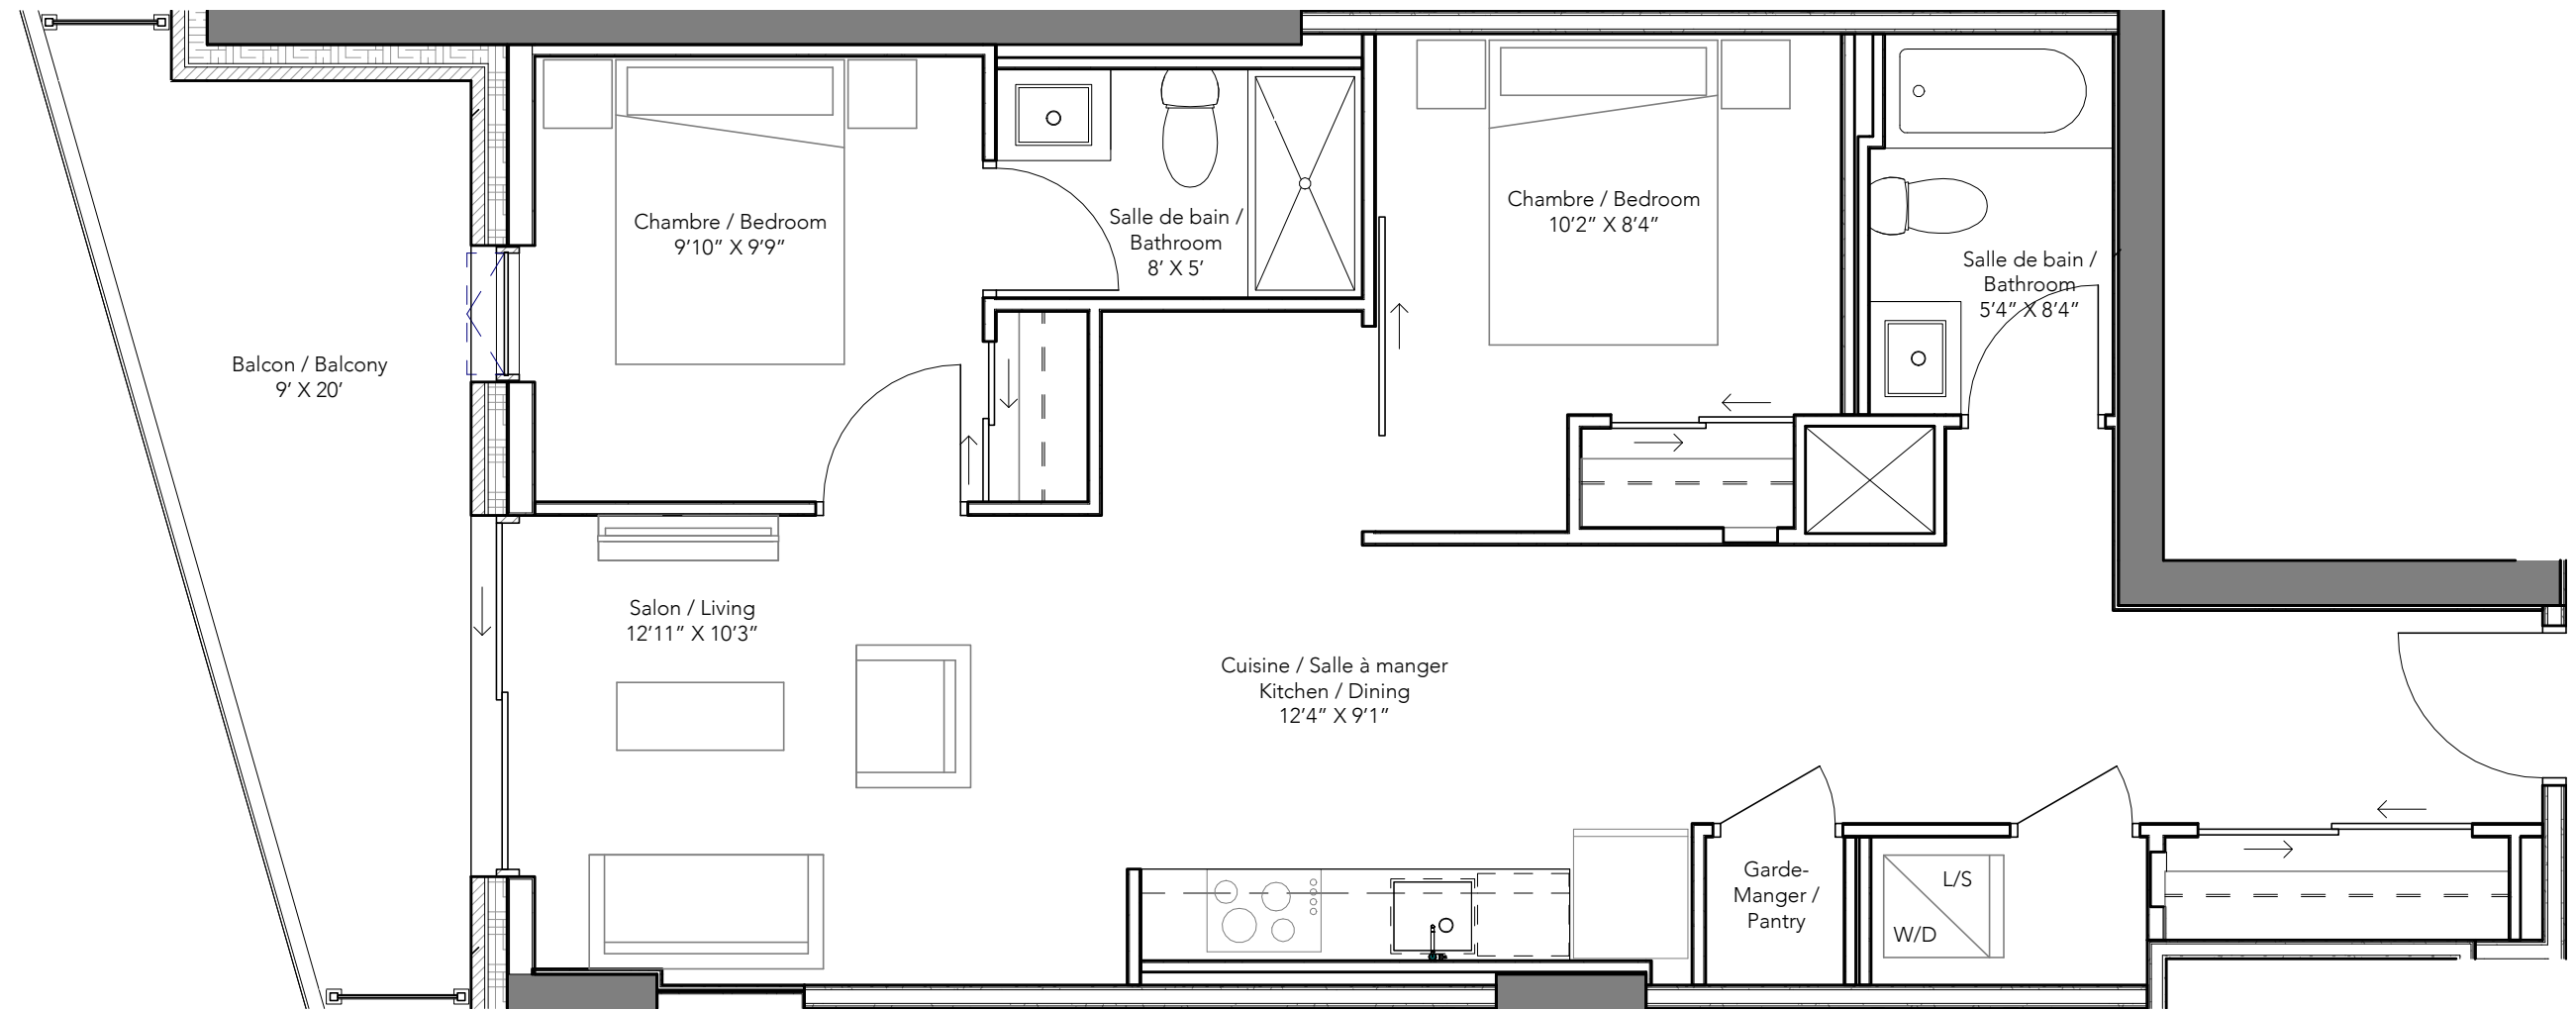 Chambre / Bedroom
9’10” X 9’9”
Salle de bain /
Bathroom
8’ X 5’
Chambre / Bedroom
10’2” X 8’4”
Salle de bain /
Bathroom
5’4” X 8’4”
Balcon / Balcony
9’ X 20’
Salon / Living
12’11” X 10’3”
Cuisine / Salle à manger
Kitchen / Dining
12’4” X 9’1”
Garde-
Manger /
Pantry
L/S
W/D